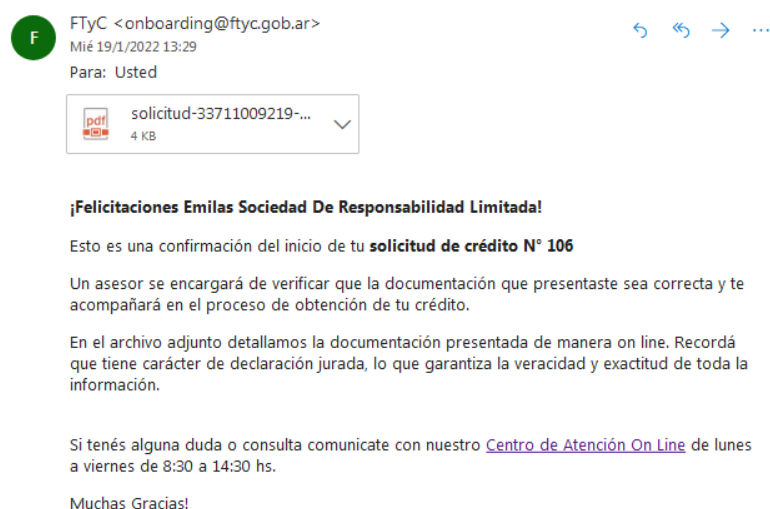 F
FTyC <onboarding@ftyc.gob.ar>
Mié 19/1/2022 13:29
Para: Usted
pdf
solicitud-33711009219-...
4 KB
¡Felicitaciones Emilas Sociedad De Responsabilidad Limitada!
Esto es una confirmación del inicio de tu solicitud de crédito N° 106
Un asesor se encargará de verificar que la documentación que presentaste sea correcta y te
acompañará en el proceso de obtención de tu crédito.
En el archivo adjunto detallamos la documentación presentada de manera on line. Recordá
que tiene carácter de declaración jurada, lo que garantiza la veracidad y exactitud de toda la
información.
Si tenés alguna duda o consulta comunicate con nuestro Centro de Atención On Line de lunes
a viernes de 8:30 a 14:30 hs.
Muchas Gracias!